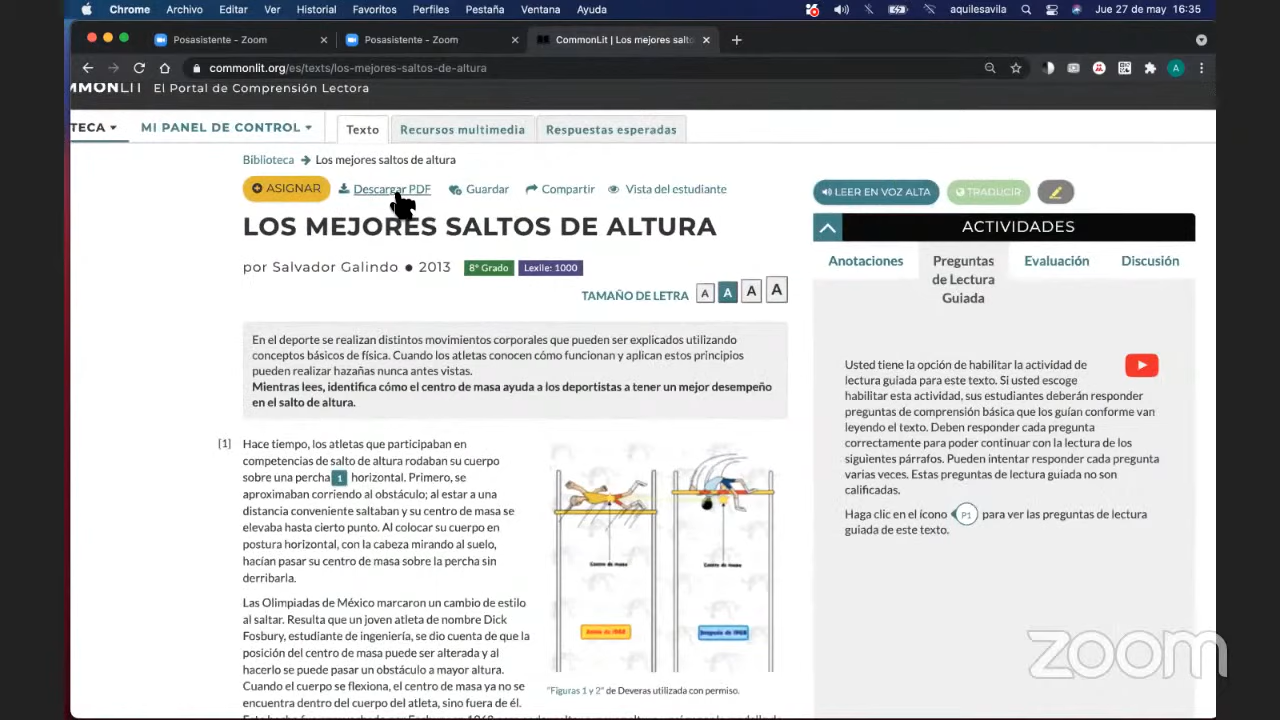 Chrome Archivo Editar Ver Historial Favoritos Perfiles Pestaña Ventana Ayuda aquilesavila Jue 27 de may 16:35
Posasistente - Zoom Posasistente - Zoom CommonLit | Los mejores salto
commonlit.org/es/texts/los-mejores-saltos-de-altura
MMONLIT El Portal de Comprensión Lectora
TECA MI PANEL DE CONTROL Texto Recursos multimedia Respuestas esperadas
Biblioteca → Los mejores saltos de altura
ASIGNAR Descargar PDF Guardar Compartir Vista del estudiante
LOS MEJORES SALTOS DE ALTURA
por Salvador Galindo ● 2013 8º Grado Lexile: 1000
TAMAÑO DE LETRA A A A A
En el deporte se realizan distintos movimientos corporales que pueden ser explicados utilizando
conceptos básicos de física. Cuando los atletas conocen cómo funcionan y aplican estos principios
pueden realizar hazañas nunca antes vistas.
Mientras lees, identifica cómo el centro de masa ayuda a los deportistas a tener un mejor desempeño
en el salto de altura.
[1] Hace tiempo, los atletas que participaban en
competencias de salto de altura rodaban su cuerpo
sobre una percha 1 horizontal. Primero, se
aproximaban corriendo al obstáculo; al estar a una
distancia conveniente saltaban y su centro de masa se
elevaba hasta cierto punto. Al colocar su cuerpo en
postura horizontal, con la cabeza mirando al suelo,
hacían pasar su centro de masa sobre la percha sin
derribarla.
Las Olimpiadas de México marcaron un cambio de estilo
al saltar. Resulta que un joven atleta de nombre Dick
Fosbury, estudiante de ingeniería, se dio cuenta de que la
posición del centro de masa puede ser alterada y al
hacerlo se puede pasar un obstáculo a mayor altura.
Cuando el cuerpo se flexiona, el centro de masa ya no se
encuentra dentro del cuerpo del atleta, sino fuera de él.
Centro de masa Centro de masa
Antes de 1968 Después de 1968
"Figuras 1 y 2" de Deveras utilizada con permiso.
LEER EN VOZ ALTA TRADUCIR
ACTIVIDADES
Anotaciones Preguntas de Lectura Guiada Evaluación Discusión
Usted tiene la opción de habilitar la actividad de
lectura guiada para este texto. Si usted escoge
habilitar esta actividad, sus estudiantes deberán responder
preguntas de comprensión básica que los guían conforme van
leyendo el texto. Deben responder cada pregunta
correctamente para poder continuar con la lectura de los
siguientes párrafos. Pueden intentar responder cada pregunta
varias veces. Estas preguntas de lectura guiada no son
calificadas.
Haga clic en el ícono P1 para ver las preguntas de lectura
guiada de este texto.
zoom